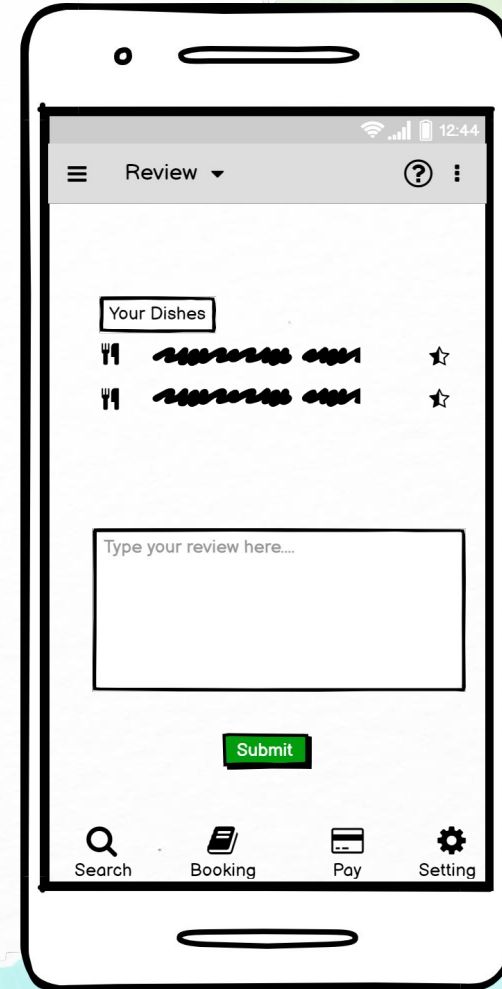 12:44
Review
Your Dishes
Type your review here....
Submit
Search Booking Pay Setting